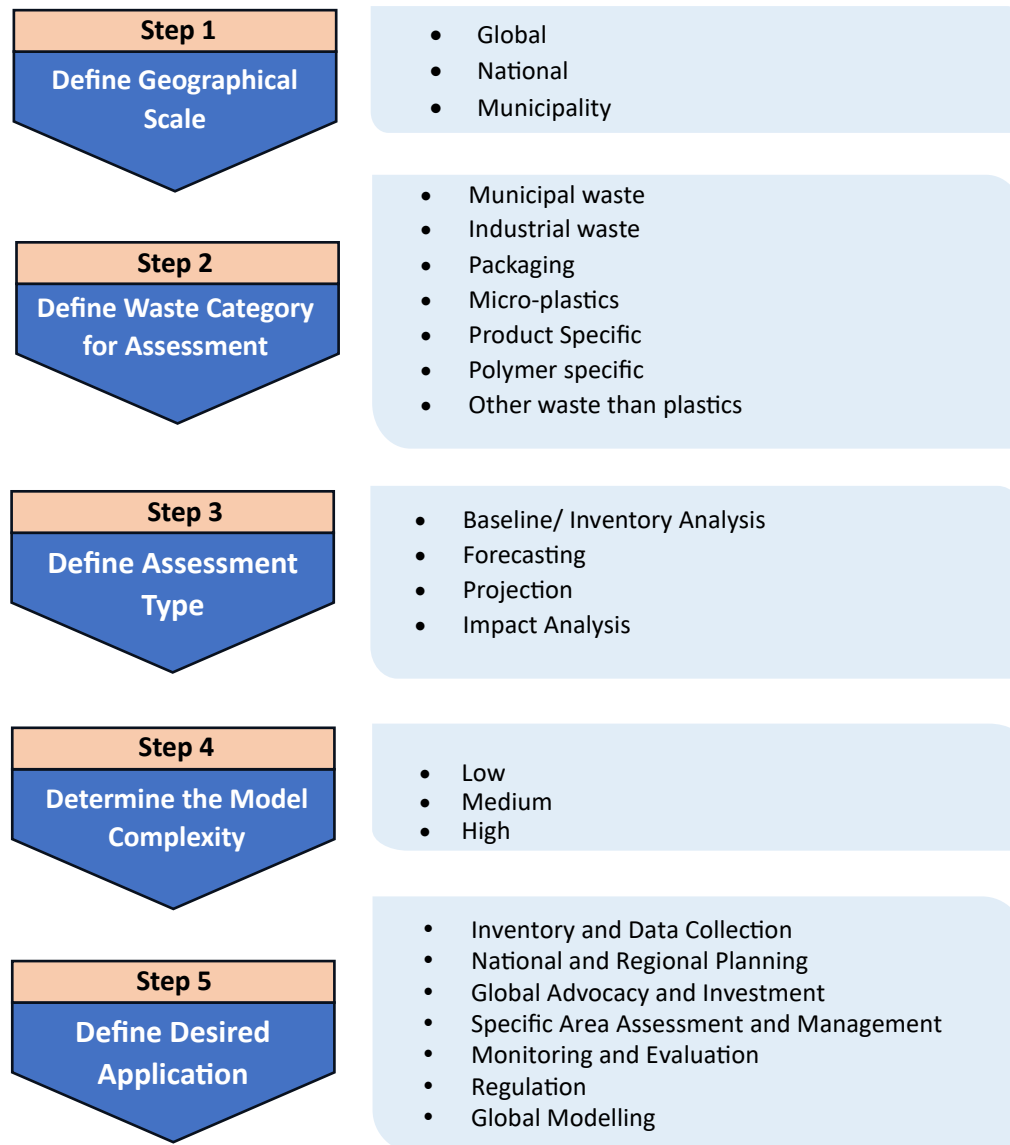 Step 1
Define Geographical
Scale
• Global
• National
• Municipality
Step 2
Define Waste Category
for Assessment
• Municipal waste
• Industrial waste
• Packaging
• Micro-plastics
• Product Specific
• Polymer specific
• Other waste than plastics
Step 3
Define Assessment
Type
• Baseline/ Inventory Analysis
• Forecasting
• Projection
• Impact Analysis
Step 4
Determine the Model
Complexity
• Low
• Medium
• High
Step 5
Define Desired
Application
• Inventory and Data Collection
• National and Regional Planning
• Global Advocacy and Investment
• Specific Area Assessment and Management
• Monitoring and Evaluation
• Regulation
• Global Modelling